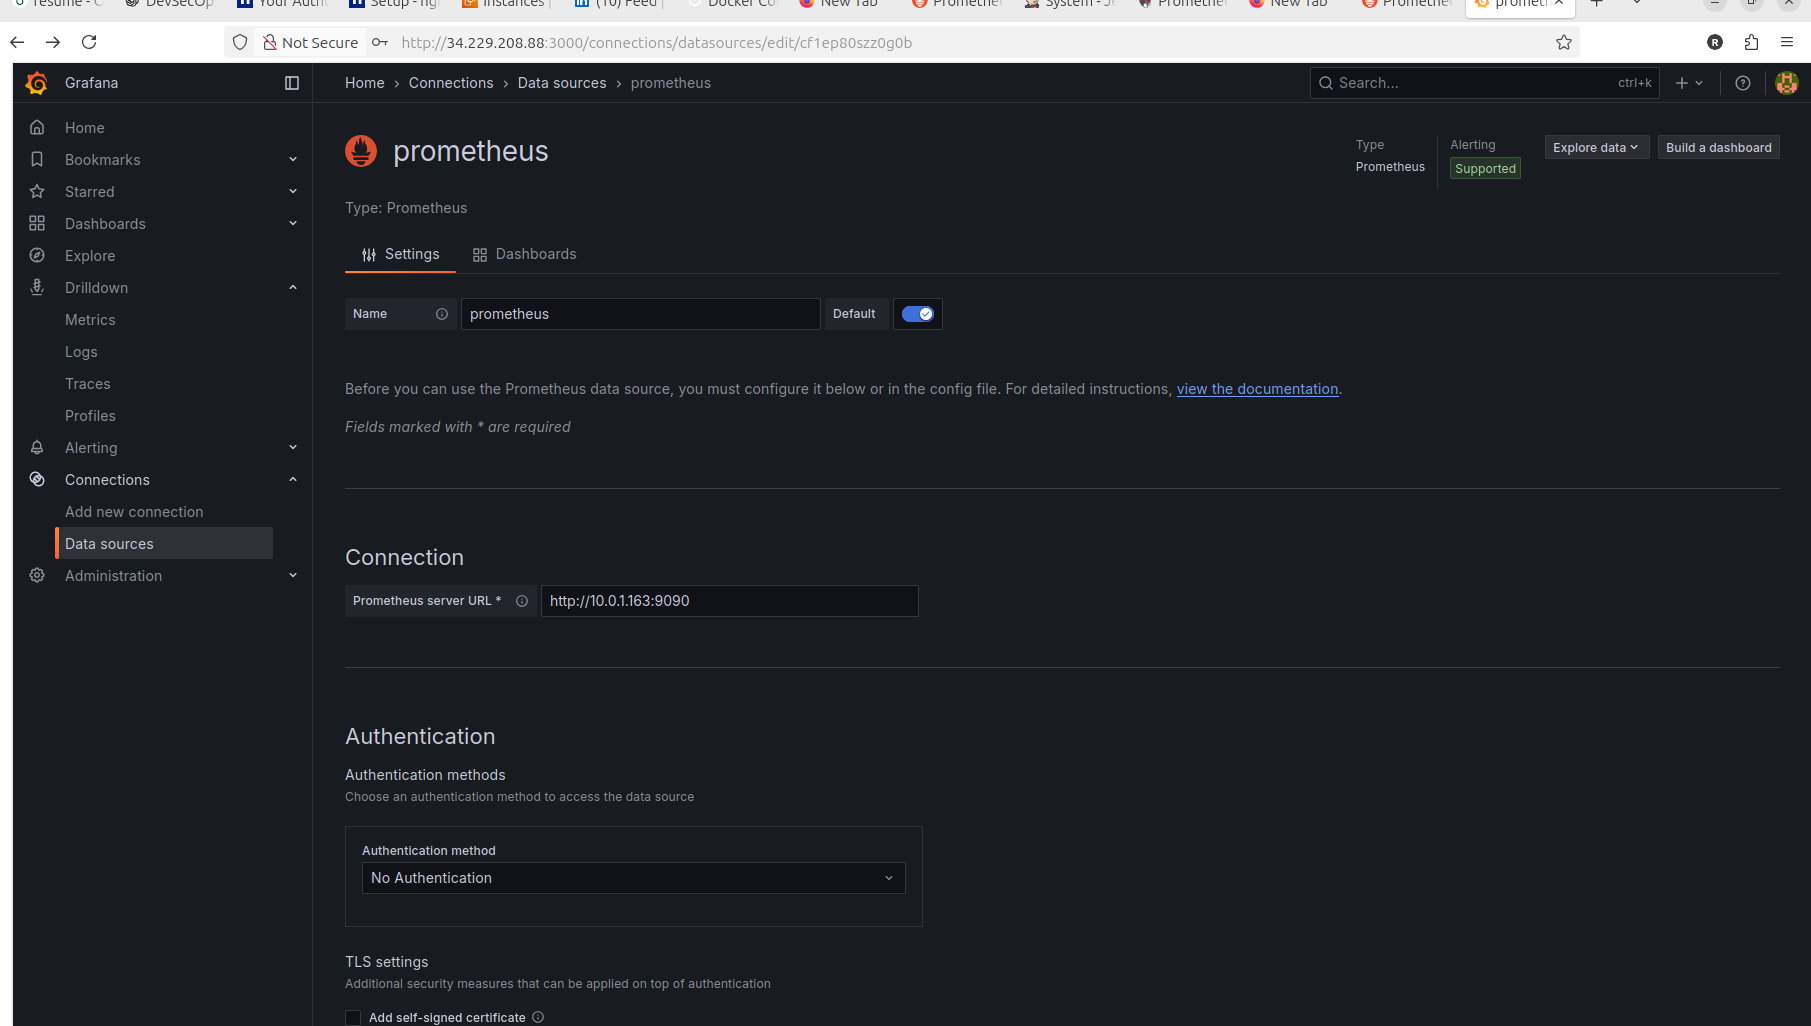 resume - C
DevSecOp
Your Auth
Setup - ng
Instances
(10) Feed
Docker Co
New Tab
Promethe
System - Je
Promethe
New Tab
Promethe
prometh
Not Secure
http://34.229.208.88:3000/connections/datasources/edit/cf1ep80szz0g0b
Grafana
Home › Connections › Data sources › prometheus
Search...
ctrl+k
Home
Bookmarks
Starred
Dashboards
Explore
Drilldown
Metrics
Logs
Traces
Profiles
Alerting
Connections
Add new connection
Data sources
Administration
prometheus
Type
Prometheus
Alerting
Supported
Explore data
Build a dashboard
Type: Prometheus
Settings
Dashboards
Name
prometheus
Default
Before you can use the Prometheus data source, you must configure it below or in the config file. For detailed instructions, view the documentation.
Fields marked with * are required
Connection
Prometheus server URL *
http://10.0.1.163:9090
Authentication
Authentication methods
Choose an authentication method to access the data source
Authentication method
No Authentication
TLS settings
Additional security measures that can be applied on top of authentication
Add self-signed certificate